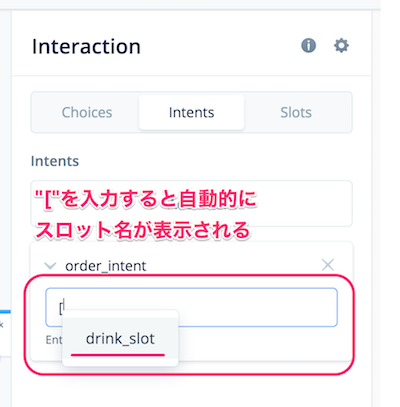 Interaction
Choices Intents Slots
Intents
"["を入力すると自動的に
スロット名が表示される
order_intent
[
Ent
drink_slot